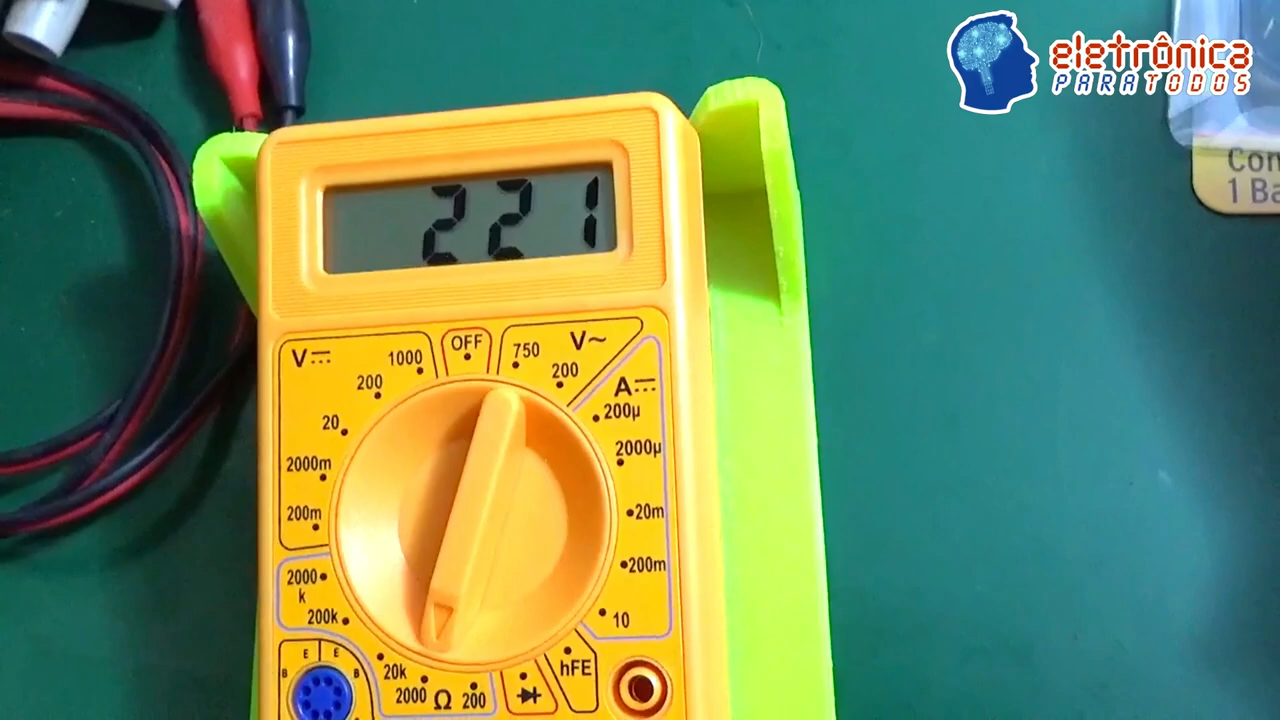 eletrônica
PARATODOS
Con
1 Ba
221
V⎓
1000
OFF
750
V~
200
200
A⎓
20
200µ
2000m
2000µ
200m
20m
2000
k
200m
200k
10
E
E
B
B
20k
hFE
2000
Ω
200